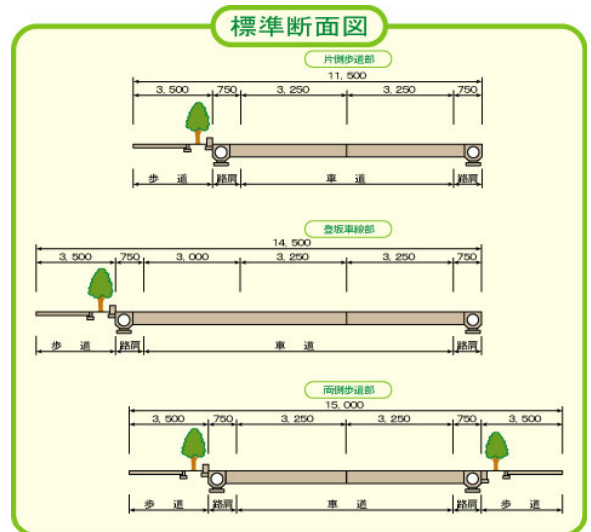 標準断面図
片側歩道部
11,500
3,500 750 3,250 3,250 750
歩 道 路肩 車 道 路肩
登坂車線部
14,500
3,500 750 3,000 3,250 3,250 750
歩 道 路肩 車 道 路肩
両側歩道部
15,000
3,500 750 3,250 3,250 750 3,500
歩 道 路肩 車 道 路肩 歩 道